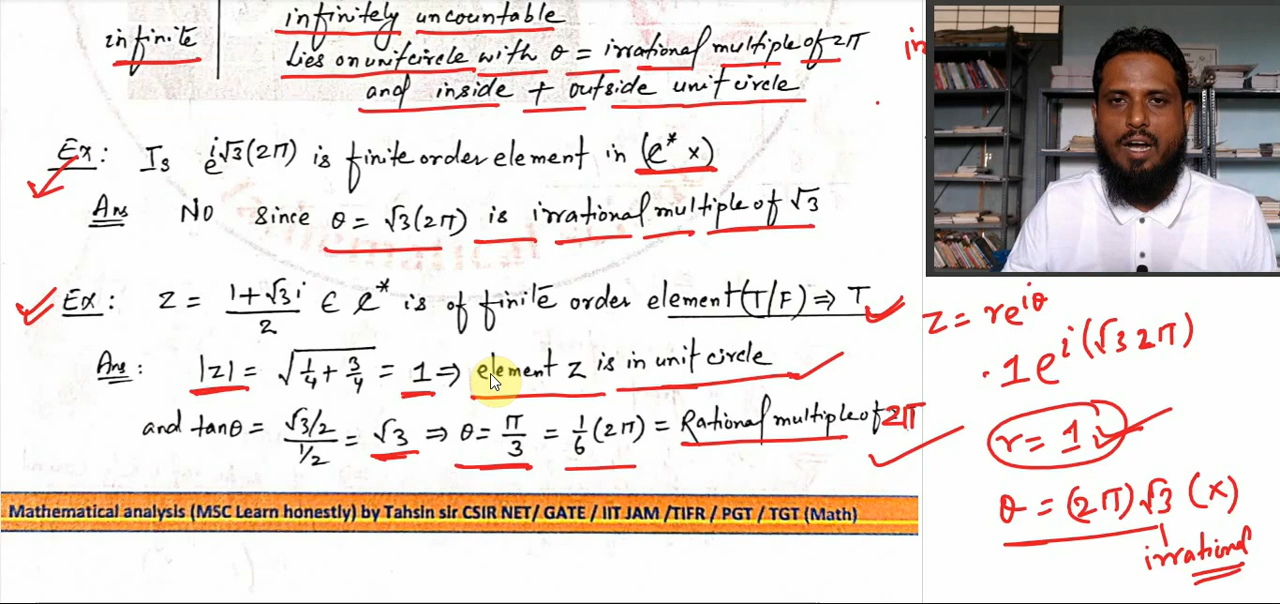 infinite
infinitely uncountable
lies on unit circle with θ = irrational multiple of 2π
and inside + outside unit circle
Ex: Is e^{i√3(2π)} is finite order element in (ℂ* x)
Ans No since θ = √3(2π) is irrational multiple of √3
Ex: Z = (1+√3i)/2 ∈ ℂ* is of finite order element (T/F) ⇒ T
Ans: |z| = √(1/4 + 3/4) = 1 ⇒ element z is in unit circle
and tanθ = (√3/2)/(1/2) = √3 ⇒ θ = π/3 = 1/6 (2π) = Rational multiple of 2π
Mathematical analysis (MSC Learn honestly) by Tahsin sir CSIR NET/ GATE / IIT JAM /TIFR / PGT / TGT (Math)
Z = re^{iθ}
. 1 e^{i(√3 2π)}
r = 1
θ = (2π)√3 (x)
irrational